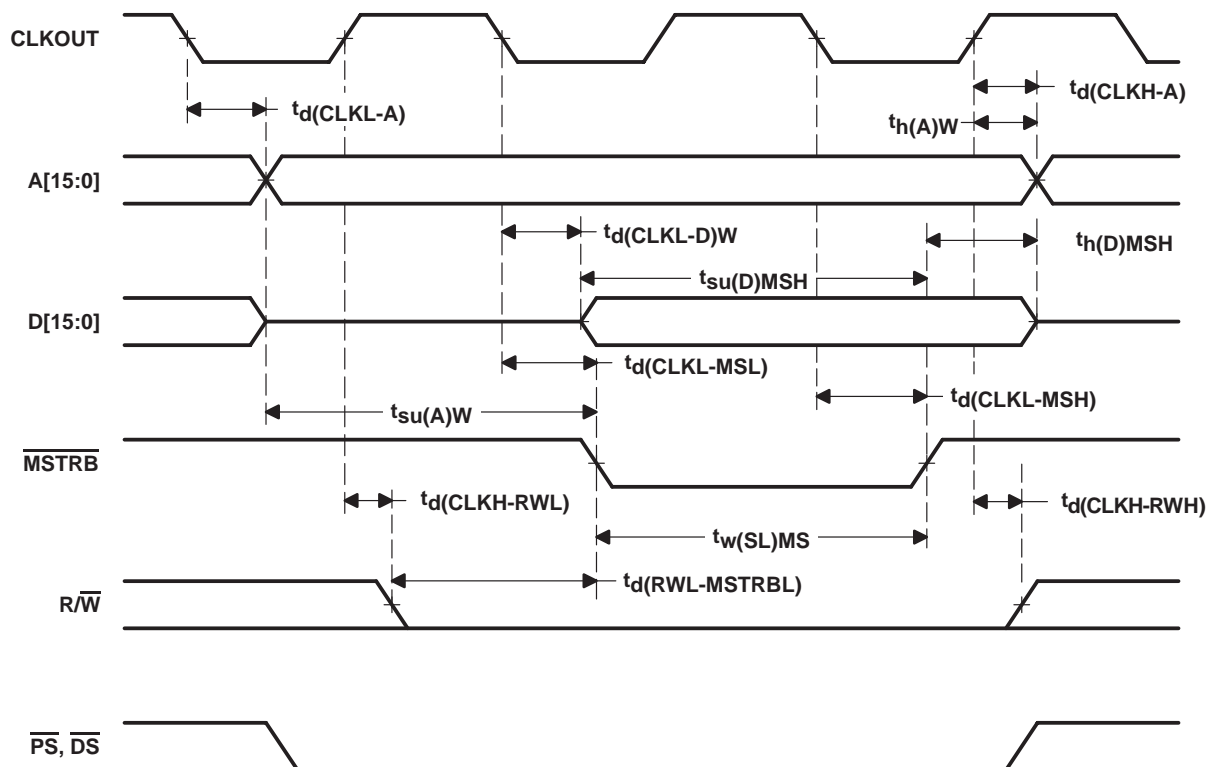 CLKOUT
td(CLKL-A)
td(CLKH-A)
th(A)W
A[15:0]
td(CLKL-D)W
th(D)MSH
tsu(D)MSH
D[15:0]
td(CLKL-MSL)
td(CLKL-MSH)
tsu(A)W
MSTRB
td(CLKH-RWL)
td(CLKH-RWH)
tw(SL)MS
td(RWL-MSTRBL)
R/W
PS, DS